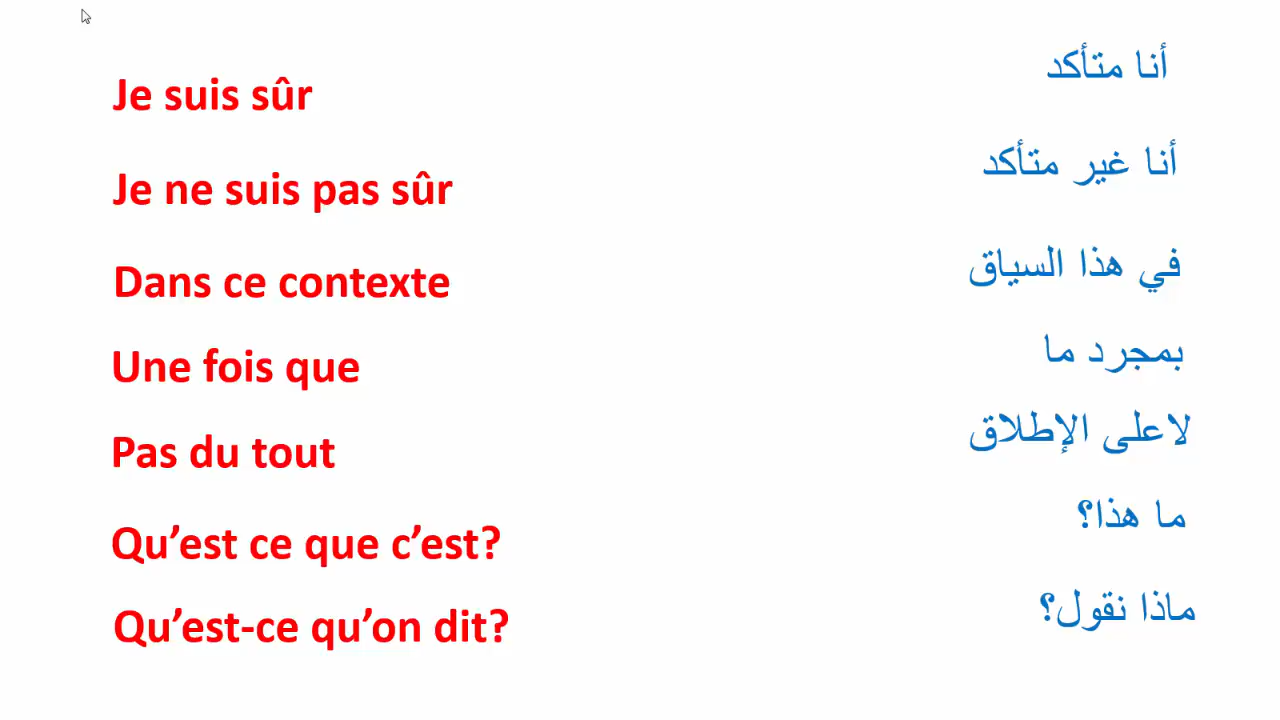 Je suis sûr
أنا متأكد
Je ne suis pas sûr
أنا غير متأكد
Dans ce contexte
في هذا السياق
Une fois que
بمجرد ما
Pas du tout
لاعلى الإطلاق
Qu’est ce que c’est?
ما هذا؟
Qu’est-ce qu’on dit?
ماذا نقول؟